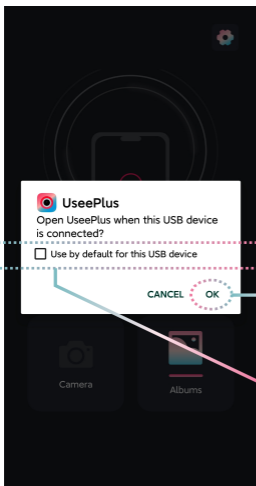 UseePlus
Open UseePlus when this USB device
is connected?
Use by default for this USB device
CANCEL OK
Camera
Albums